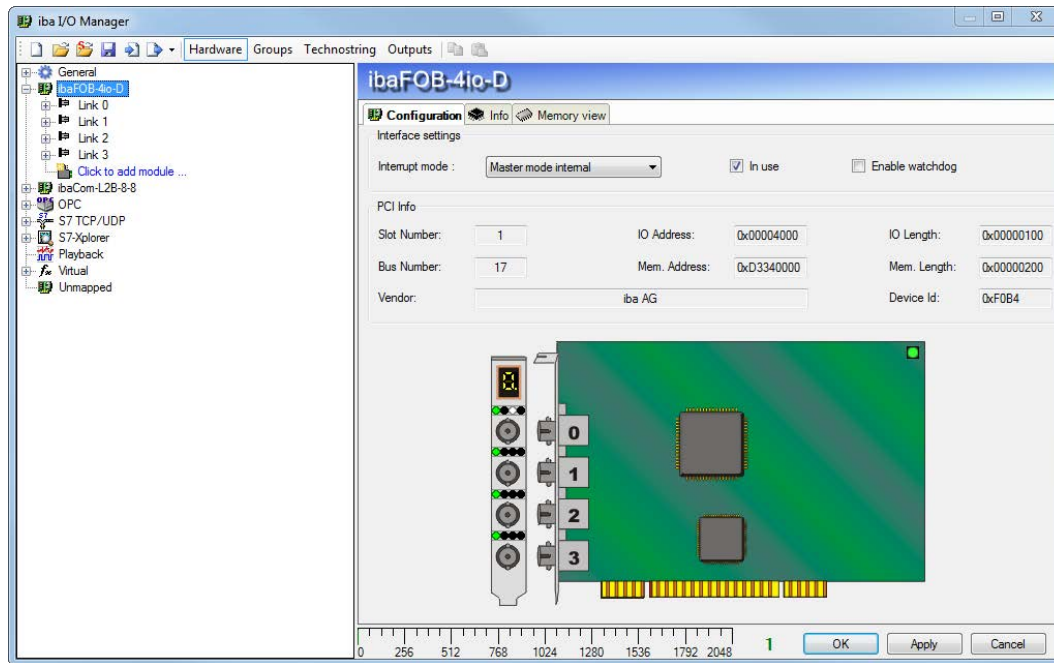 iba I/O Manager
Hardware Groups Technostring Outputs
General
ibaFOB-4io-D
Link 0
Link 1
Link 2
Link 3
Click to add module ...
ibaCom-L2B-8-8
OPC
S7 TCP/UDP
S7-Xplorer
Playback
Virtual
Unmapped
ibaFOB-4io-D
Configuration Info Memory view
Interface settings
Interrupt mode : Master mode internal In use Enable watchdog
PCI Info
Slot Number: 1 IO Address: 0x00004000 IO Length: 0x00000100
Bus Number: 17 Mem. Address: 0xD3340000 Mem. Length: 0x00000200
Vendor: iba AG Device Id: 0xF0B4
0
1
2
3
0 256 512 768 1024 1280 1536 1792 2048
1 OK Apply Cancel